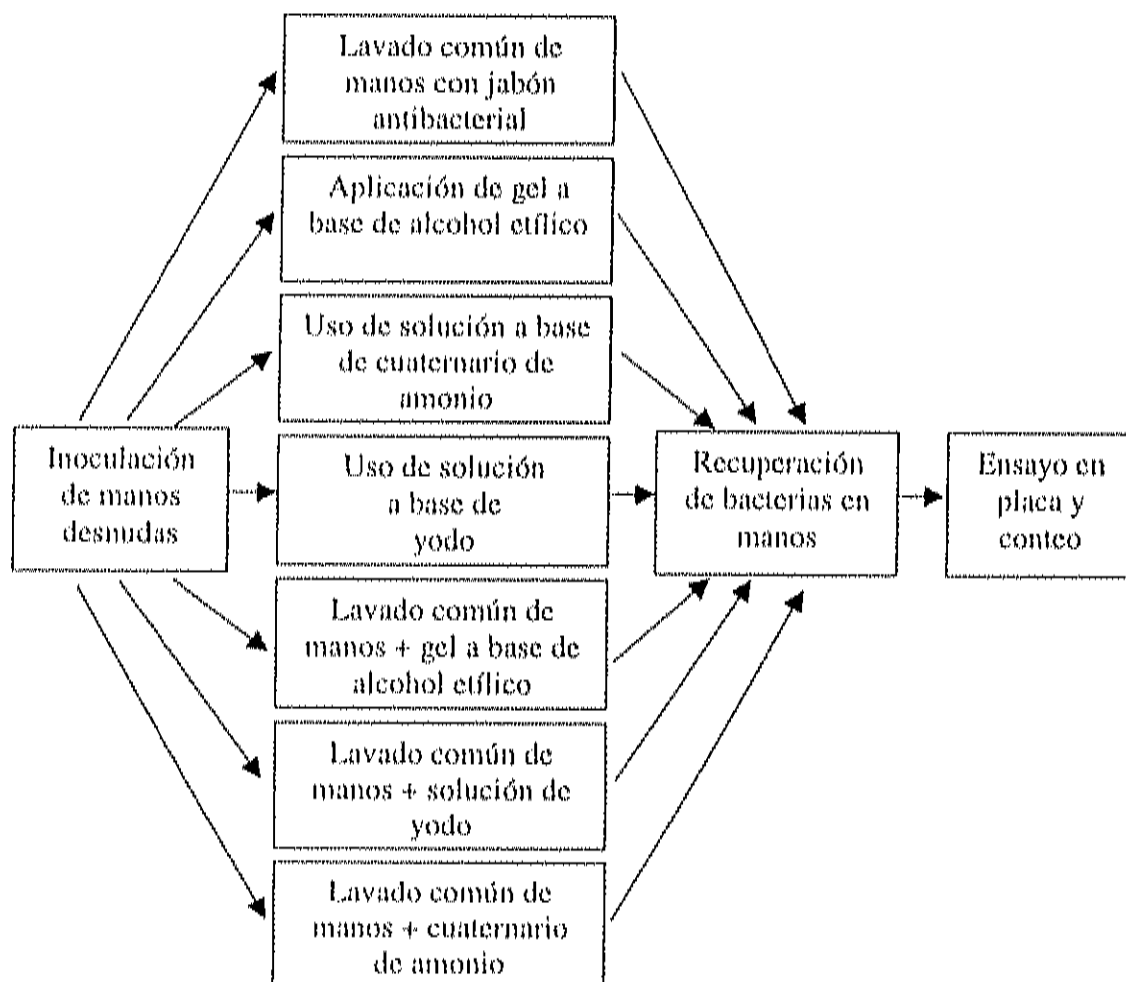 Lavado común de
manos con jabón
antibacterial
Aplicación de gel a
base de alcohol etílico
Uso de solución a base
de cuaternario de
amonio
Inoculación
de manos
desnudas
Uso de solución
a base de
yodo
Recuperación
de bacterias en
manos
Ensayo en
placa y
conteo
Lavado común de
manos + gel a base de
alcohol etílico
Lavado común de
manos + solución de
yodo
Lavado común de
manos + cuaternario
de amonio